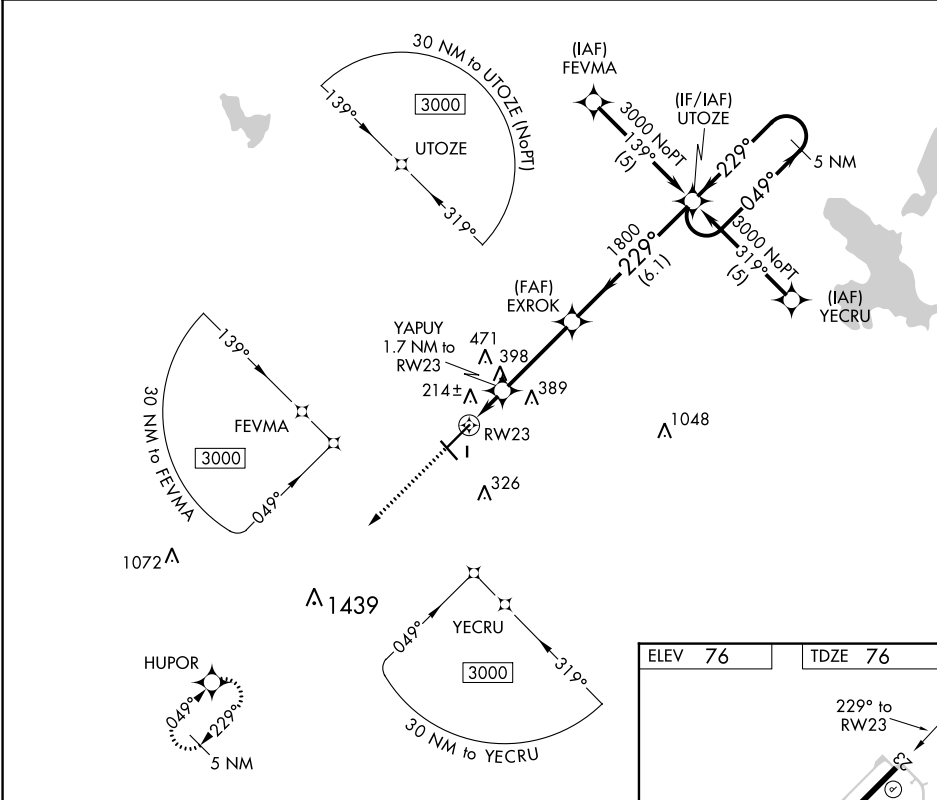 30 NM to UTOZE (NoPT)
139°
3000
UTOZE
319°
(IAF)
FEVMA
3000 NoPT
139°
(5)
(IF/IAF)
UTOZE
229°
049°
5 NM
3000 NoPT
319°
(5)
(IAF)
YECRU
1800
229°
(6.1)
(FAF)
EXROK
YAPUY
1.7 NM to
RW23
471
398
214±
389
RW23
1048
326
139°
FEVMA
30 NM to FEVMA
3000
049°
1072
1439
049°
YECRU
3000
319°
30 NM to YECRU
HUPOR
049°
229°
5 NM
ELEV 76
TDZE 76
229° to
RW23
23
P